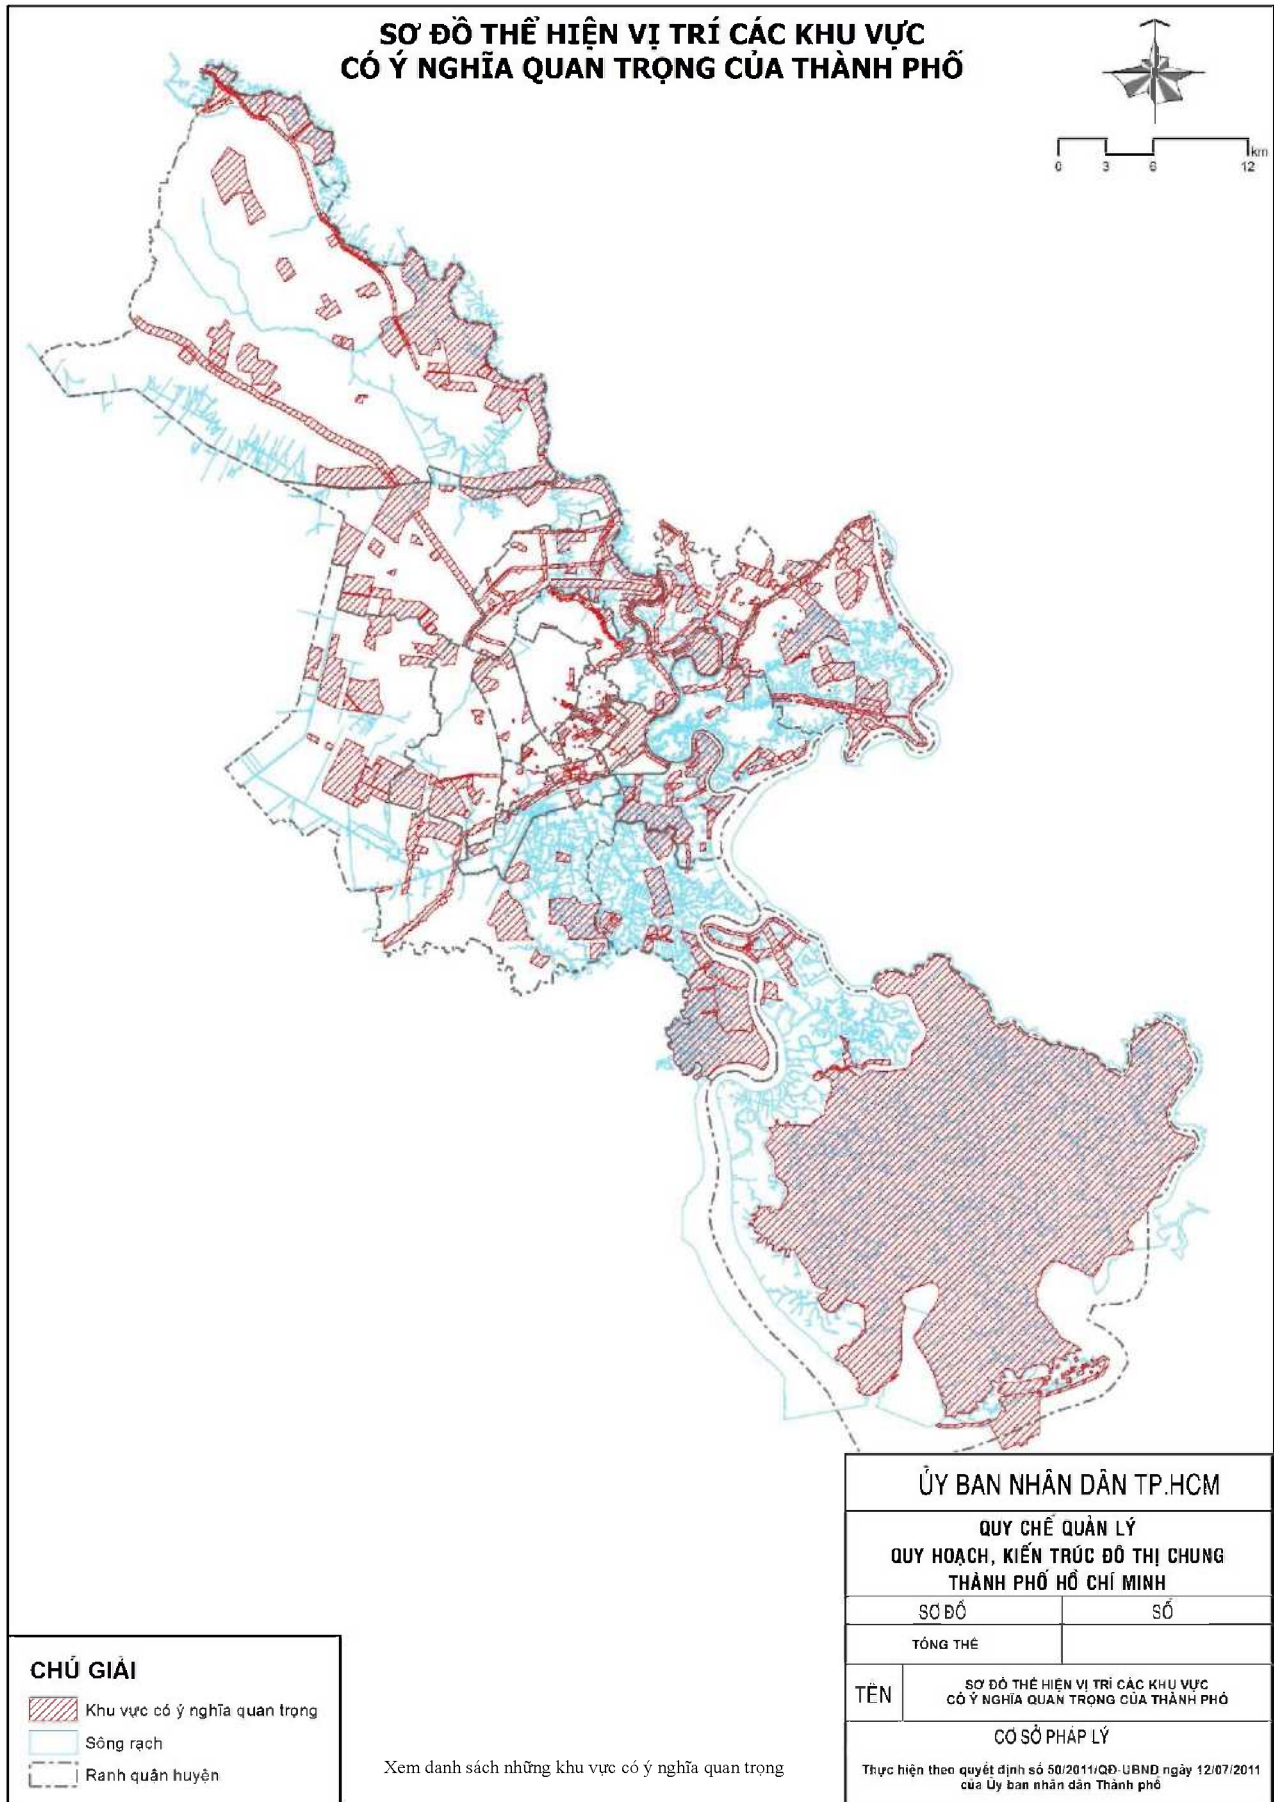 SƠ ĐỒ THỂ HIỆN VỊ TRÍ CÁC KHU VỰC
CÓ Ý NGHĨA QUAN TRỌNG CỦA THÀNH PHỐ
km
0 3 6 12
ỦY BAN NHÂN DÂN TP.HCM
QUY CHẾ QUẢN LÝ
QUY HOẠCH, KIẾN TRÚC ĐÔ THỊ CHUNG
THÀNH PHỐ HỒ CHÍ MINH
SƠ ĐỒ SỐ
TỔNG THỂ
TÊN
SƠ ĐỒ THỂ HIỆN VỊ TRÍ CÁC KHU VỰC
CÓ Ý NGHĨA QUAN TRỌNG CỦA THÀNH PHỐ
CƠ SỞ PHÁP LÝ
Thực hiện theo quyết định số 50/2011/QĐ-UBND ngày 12/07/2011
của Ủy ban nhân dân Thành phố
CHÚ GIẢI
Khu vực có ý nghĩa quan trọng
Sông rạch
Ranh quận huyện
Xem danh sách những khu vực có ý nghĩa quan trọng